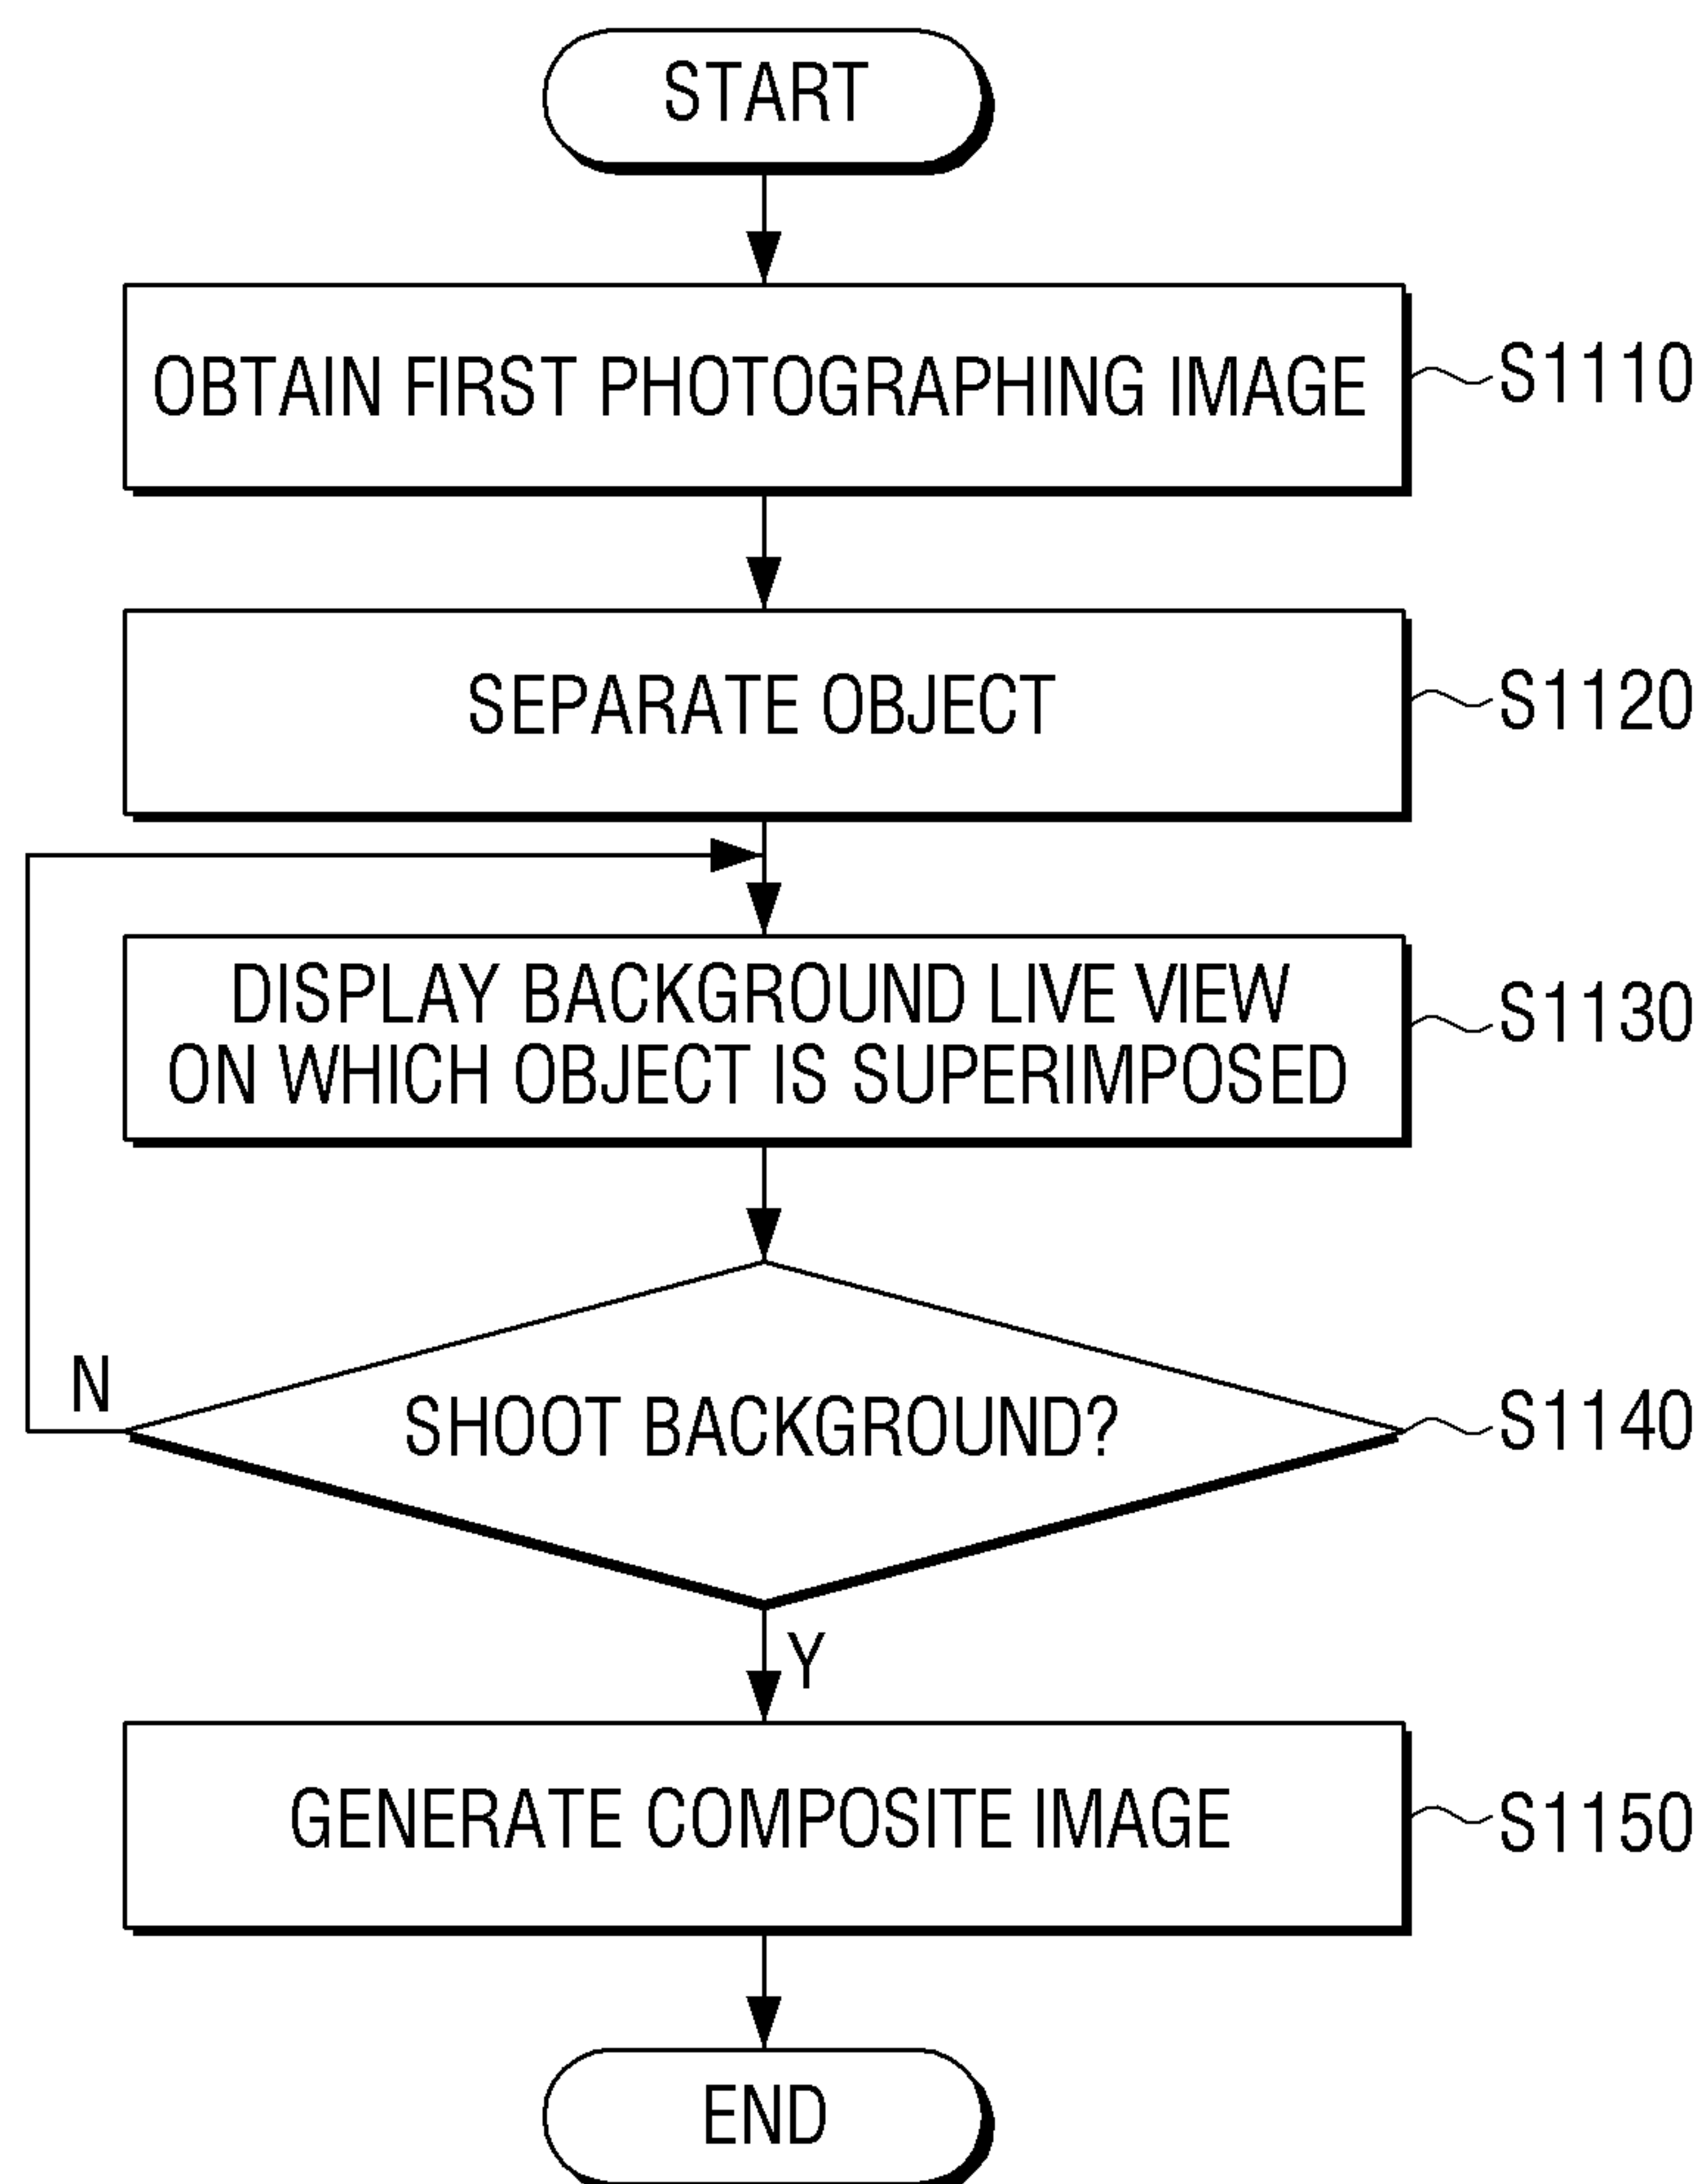 START
OBTAIN FIRST PHOTOGRAPHING IMAGE
S1110
SEPARATE OBJECT
S1120
DISPLAY BACKGROUND LIVE VIEW
ON WHICH OBJECT IS SUPERIMPOSED
S1130
N
SHOOT BACKGROUND?
S1140
Y
GENERATE COMPOSITE IMAGE
S1150
END